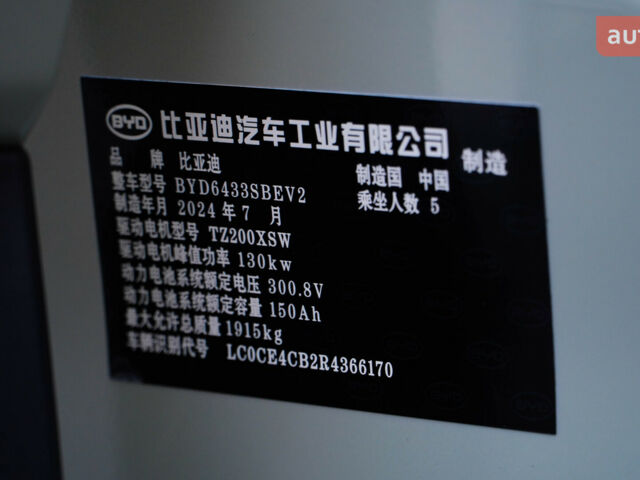 aut
BYD 比亚迪汽车工业有限公司 制造
品 牌 比亚迪 制造国 中国
整车型号 BYD6433SBEV2 乘坐人数 5
制造年月 2024年7 月
驱动电机型号 TZ200XSW
驱动电机峰值功率 130kw
动力电池系统额定电压 300.8V
动力电池系统额定容量 150Ah
最大允许总质量 1915kg
车辆识别代号 LC0CE4CB2R4366170